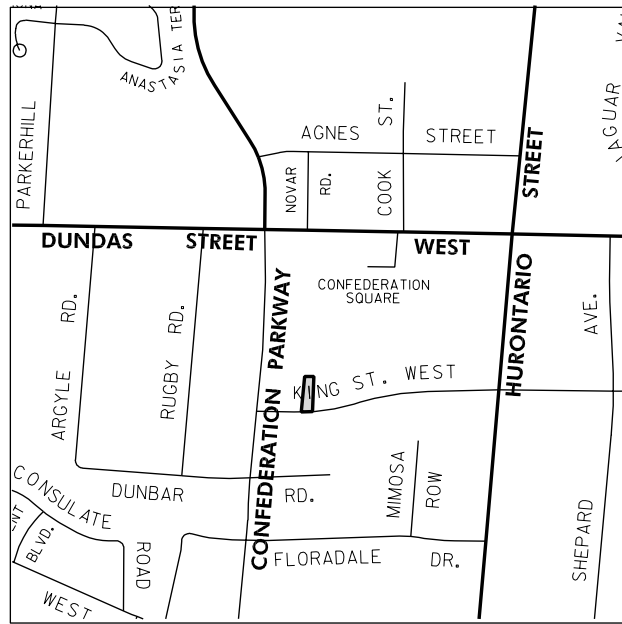 ANASTASIA TER
PARKERHILL
AGNES STREET
NOVAR RD.
COOK ST.
STREET
JAGUAR
DUNDAS STREET WEST
CONFEDERATION
SQUARE
CONFEDERATION PARKWAY
HURONTARIO
ARGYLE RD.
RUGBY RD.
KING ST. WEST
AVE.
SHEPARD
DUNBAR RD.
MIMOSA
ROW
CONSULATE
ROAD
BLVD.
FLORADALE DR.
WEST